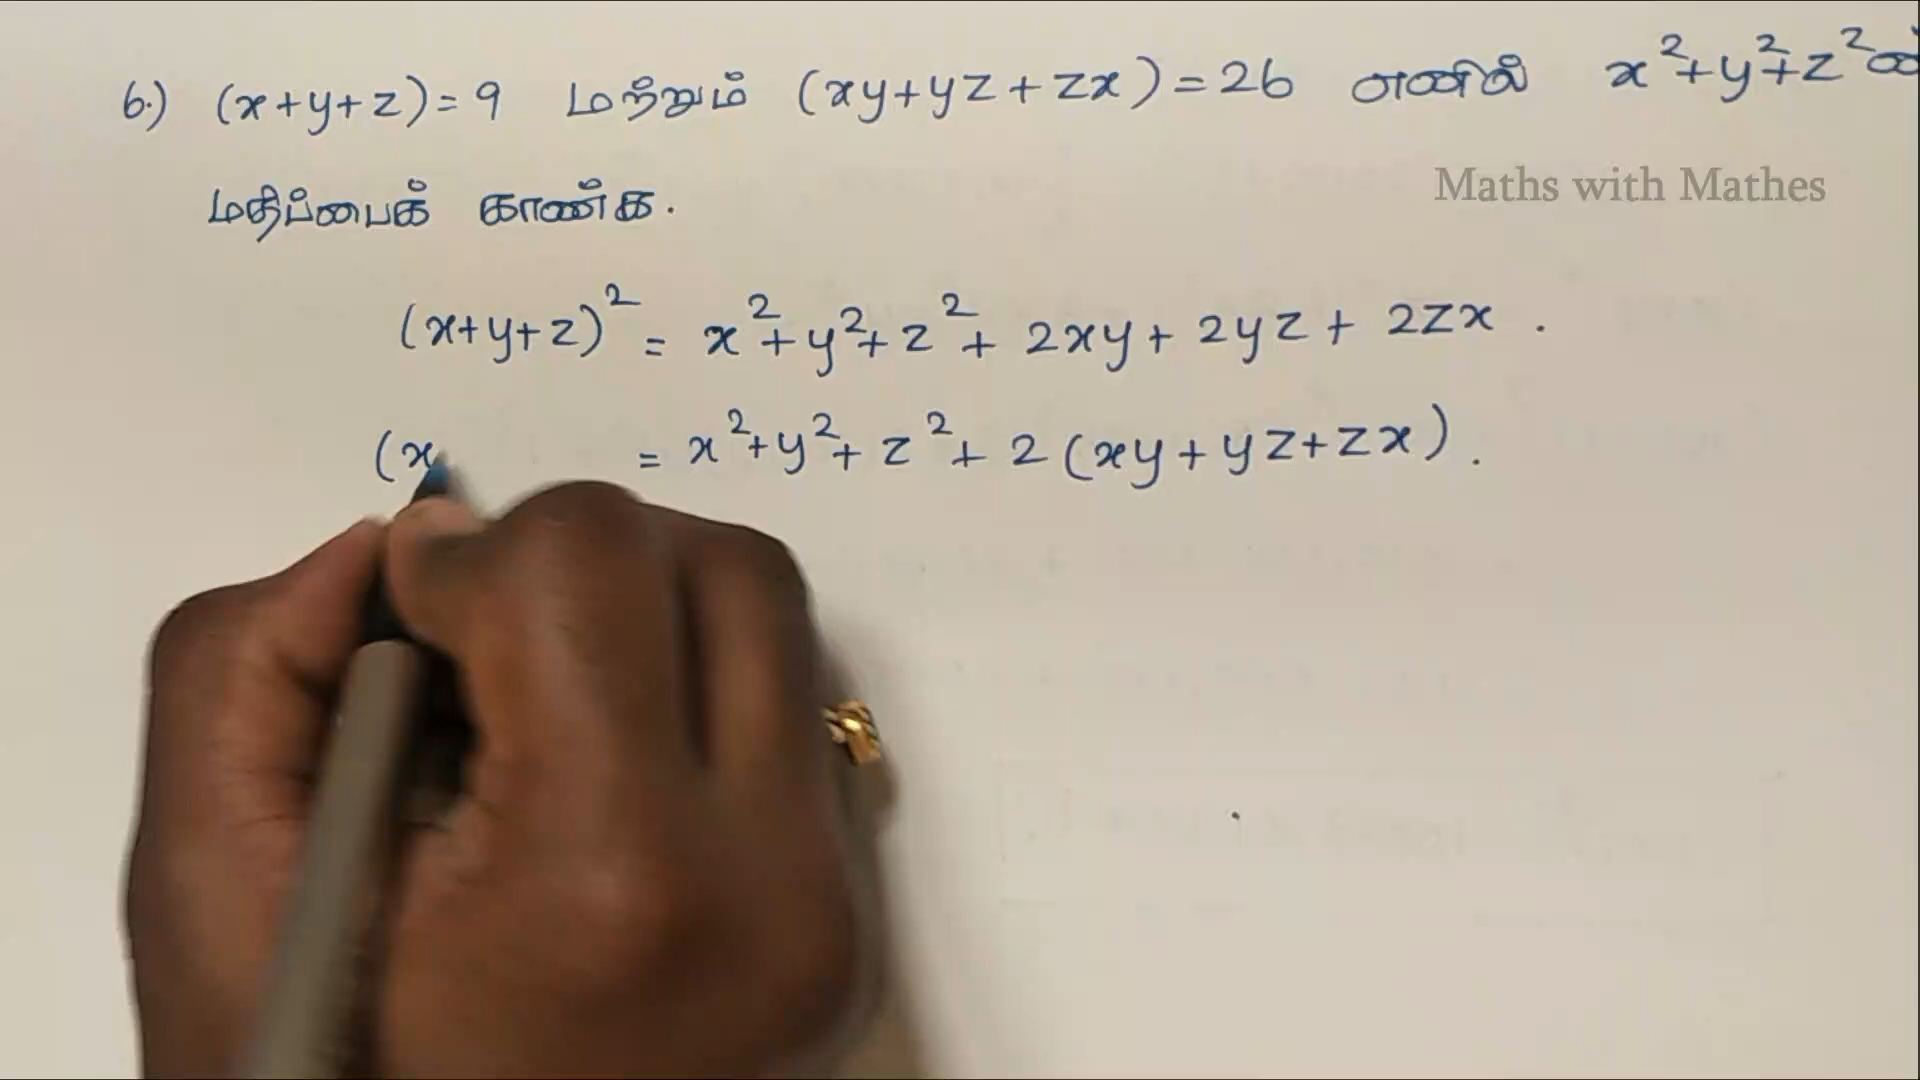 6.) (x+y+z)=9 மற்றும் (xy+yz+zx)=26 எனில் x²+y²+z²ன்
மதிப்பைக் காண்க.
Maths with Mathes
(x+y+z)² = x²+y²+z²+ 2xy+ 2yz+ 2zx .
(x = x²+y²+z²+ 2(xy+yz+zx).